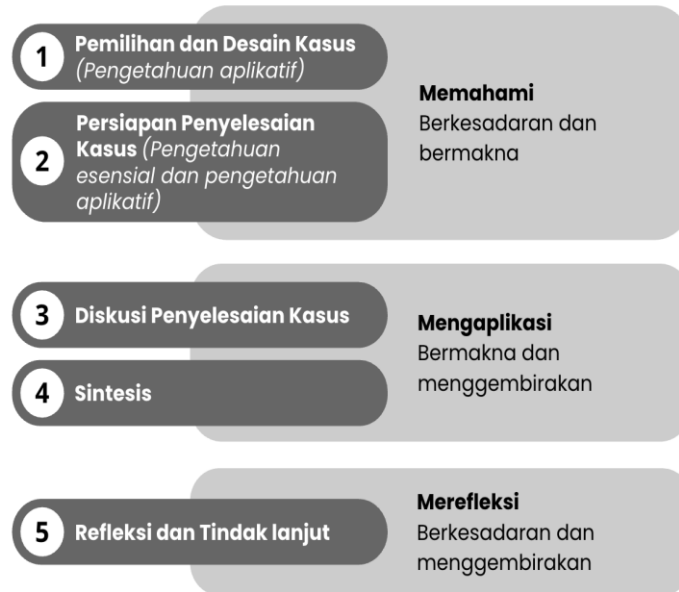 1 Pemilihan dan Desain Kasus
(Pengetahuan aplikatif)
2 Persiapan Penyelesaian
Kasus (Pengetahuan
esensial dan pengetahuan
aplikatif)
Memahami
Berkesadaran dan
bermakna
3 Diskusi Penyelesaian Kasus
4 Sintesis
Mengaplikasi
Bermakna dan
menggembirakan
5 Refleksi dan Tindak lanjut
Merefleksi
Berkesadaran dan
menggembirakan